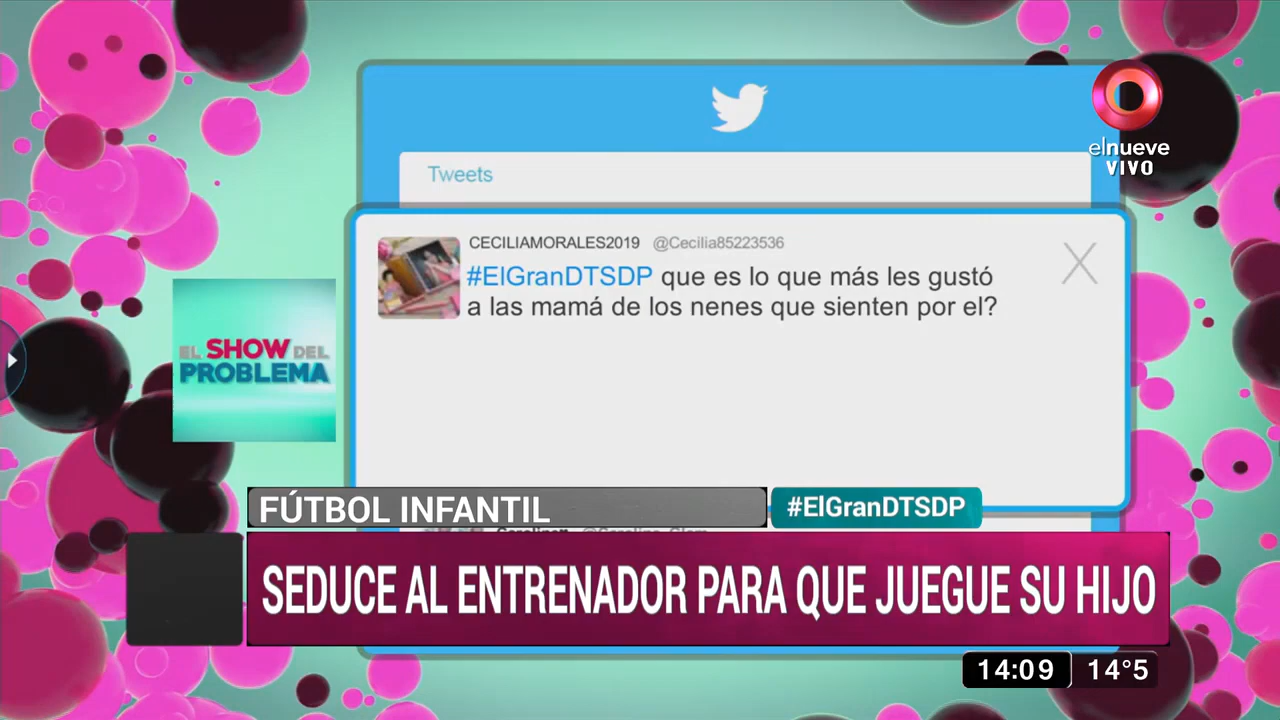 elnueve
VIVO
Tweets
CECILIAMORALES2019 @Cecilia85223536
#ElGranDTSDP que es lo que más les gustó
a las mamá de los nenes que sienten por el?
EL SHOW DEL
PROBLEMA
FÚTBOL INFANTIL
#ElGranDTSDP
SEDUCE AL ENTRENADOR PARA QUE JUEGUE SU HIJO
14:09 14°5